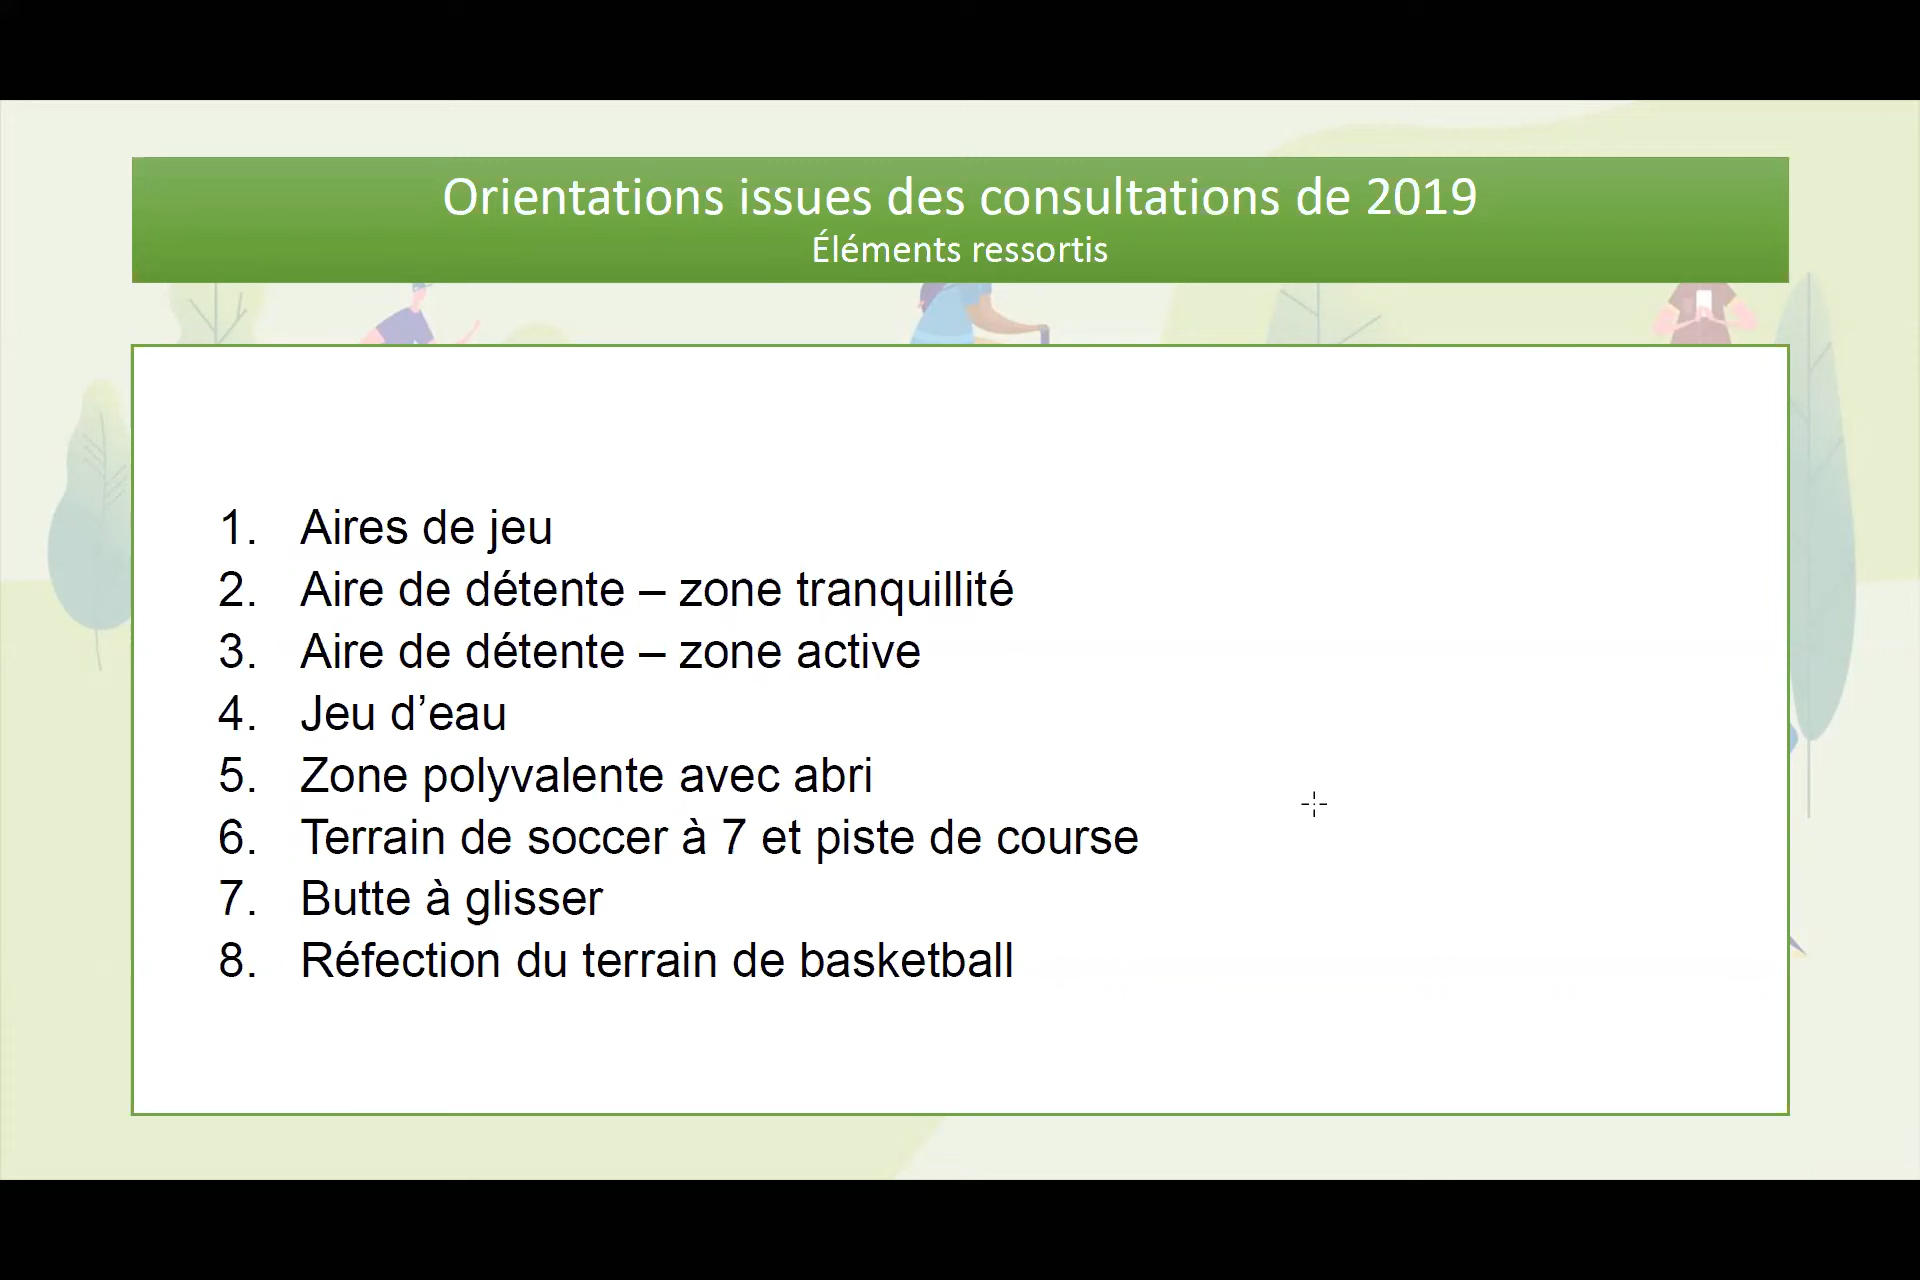 Orientations issues des consultations de 2019
Éléments ressortis
1. Aires de jeu
2. Aire de détente – zone tranquillité
3. Aire de détente – zone active
4. Jeu d’eau
5. Zone polyvalente avec abri
6. Terrain de soccer à 7 et piste de course
7. Butte à glisser
8. Réfection du terrain de basketball